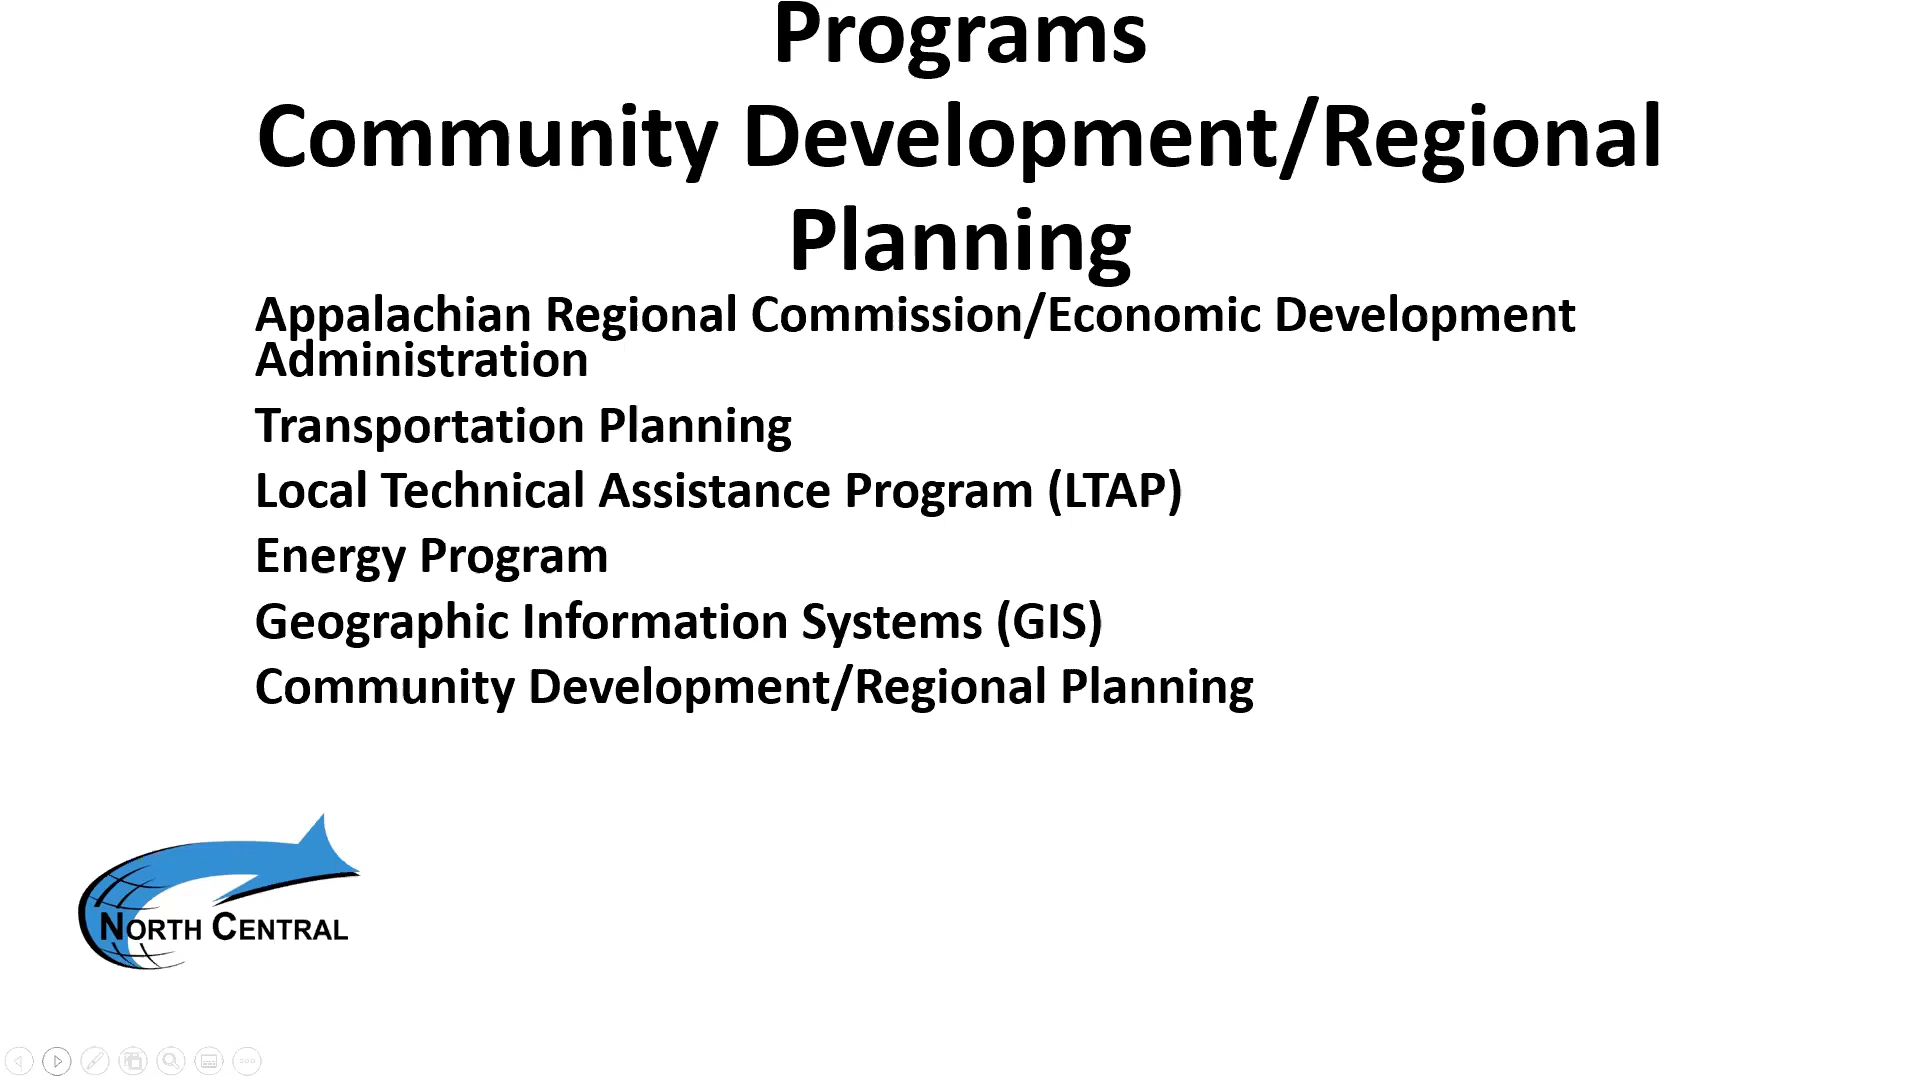 Programs
Community Development/Regional
Planning
Appalachian Regional Commission/Economic Development
Administration
Transportation Planning
Local Technical Assistance Program (LTAP)
Energy Program
Geographic Information Systems (GIS)
Community Development/Regional Planning
NORTH CENTRAL